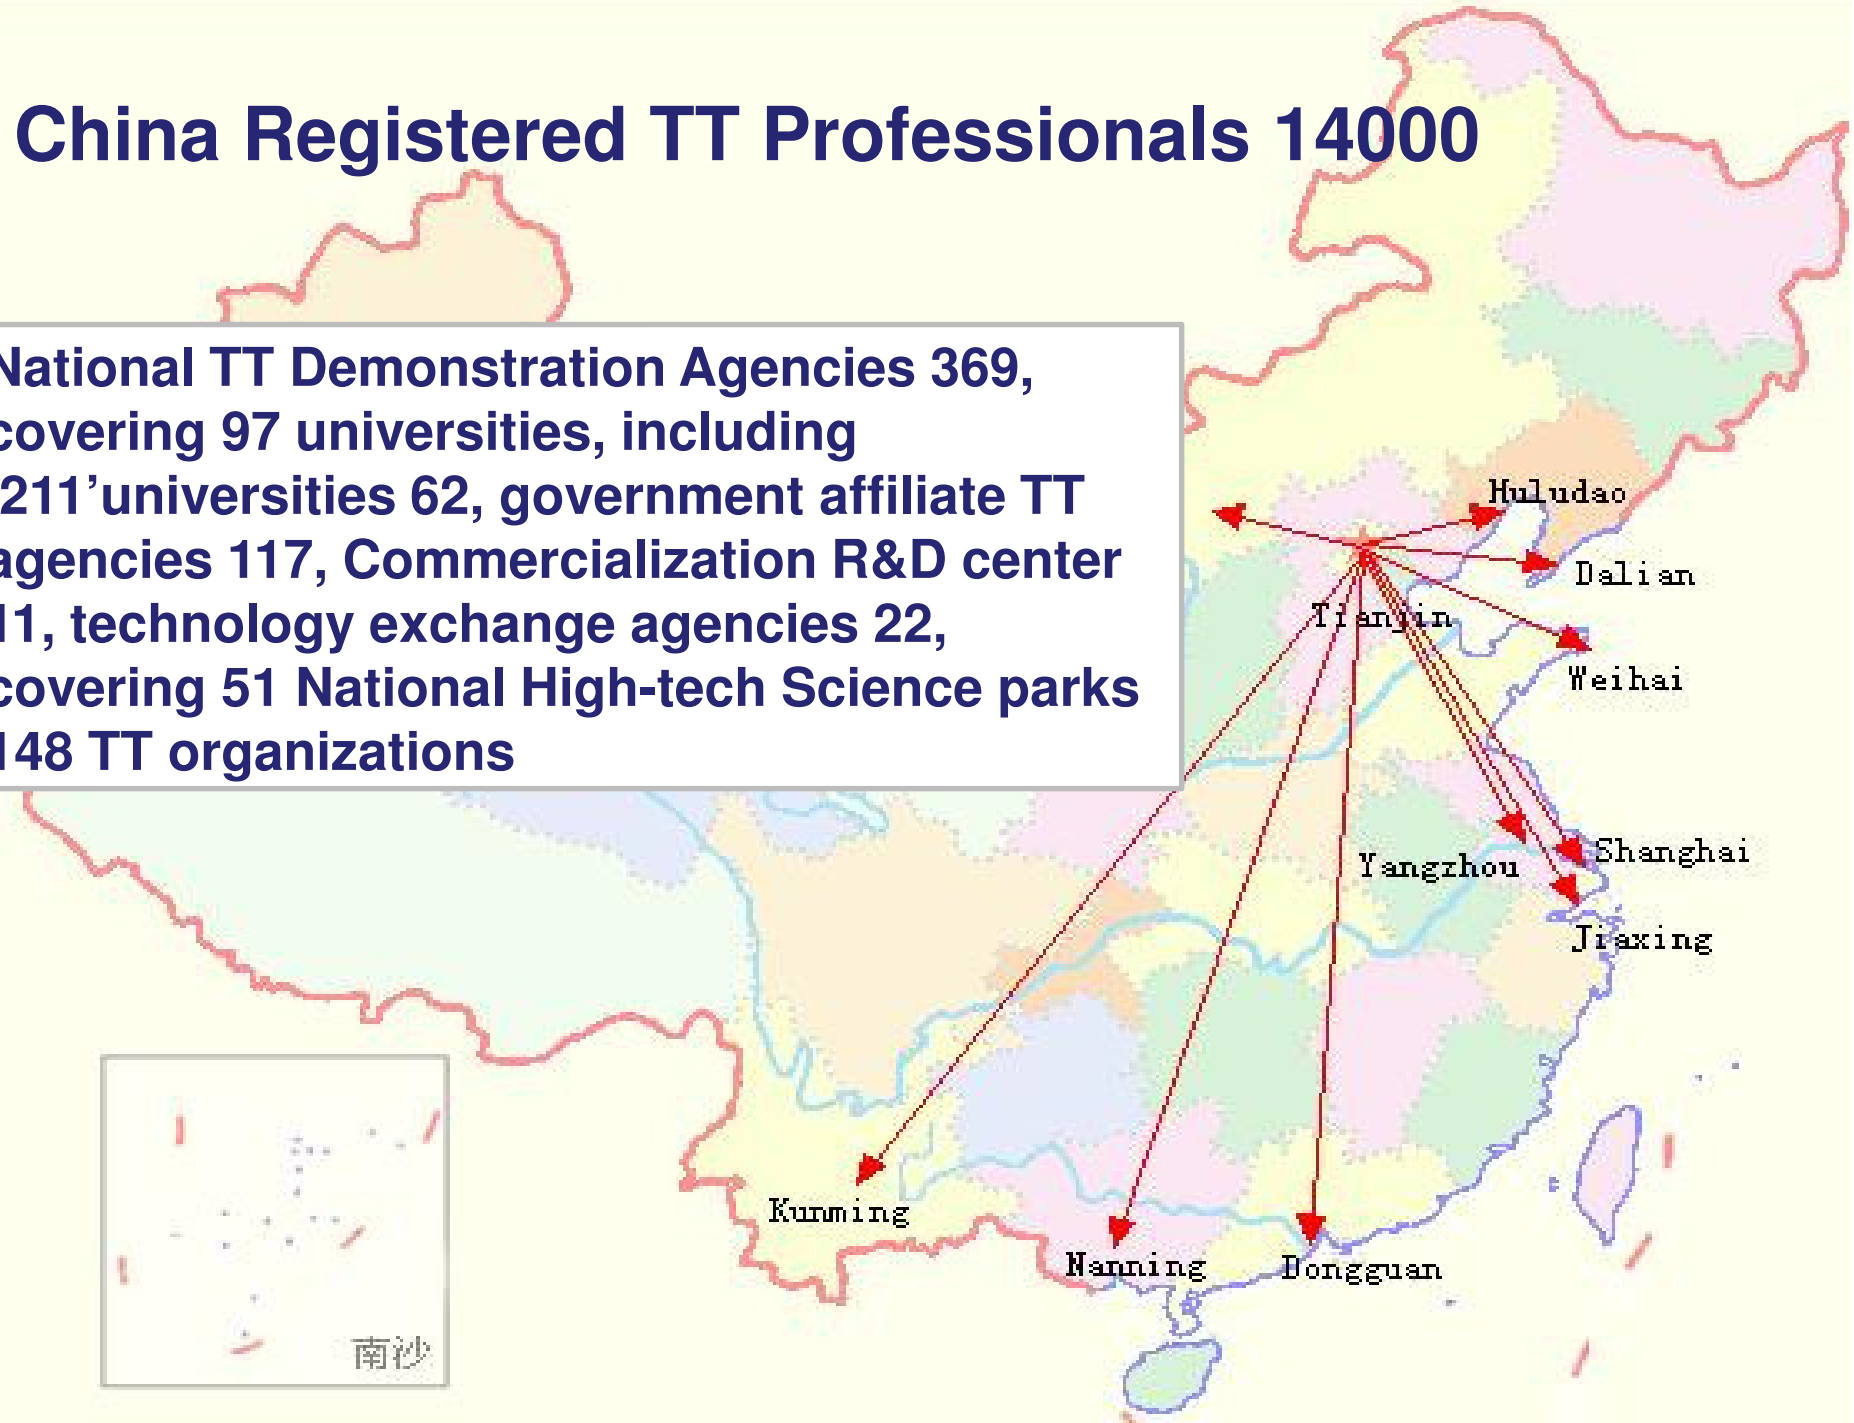 China Registered TT Professionals 14000
National TT Demonstration Agencies 369,
covering 97 universities, including
211’universities 62, government affiliate TT
agencies 117, Commercialization R&D center
11, technology exchange agencies 22,
covering 51 National High-tech Science parks
148 TT organizations
Huludao
Dalian
Tianjin
Weihai
Shanghai
Yangzhou
Jiaxing
Kunming
Nanning
Dongguan
南沙